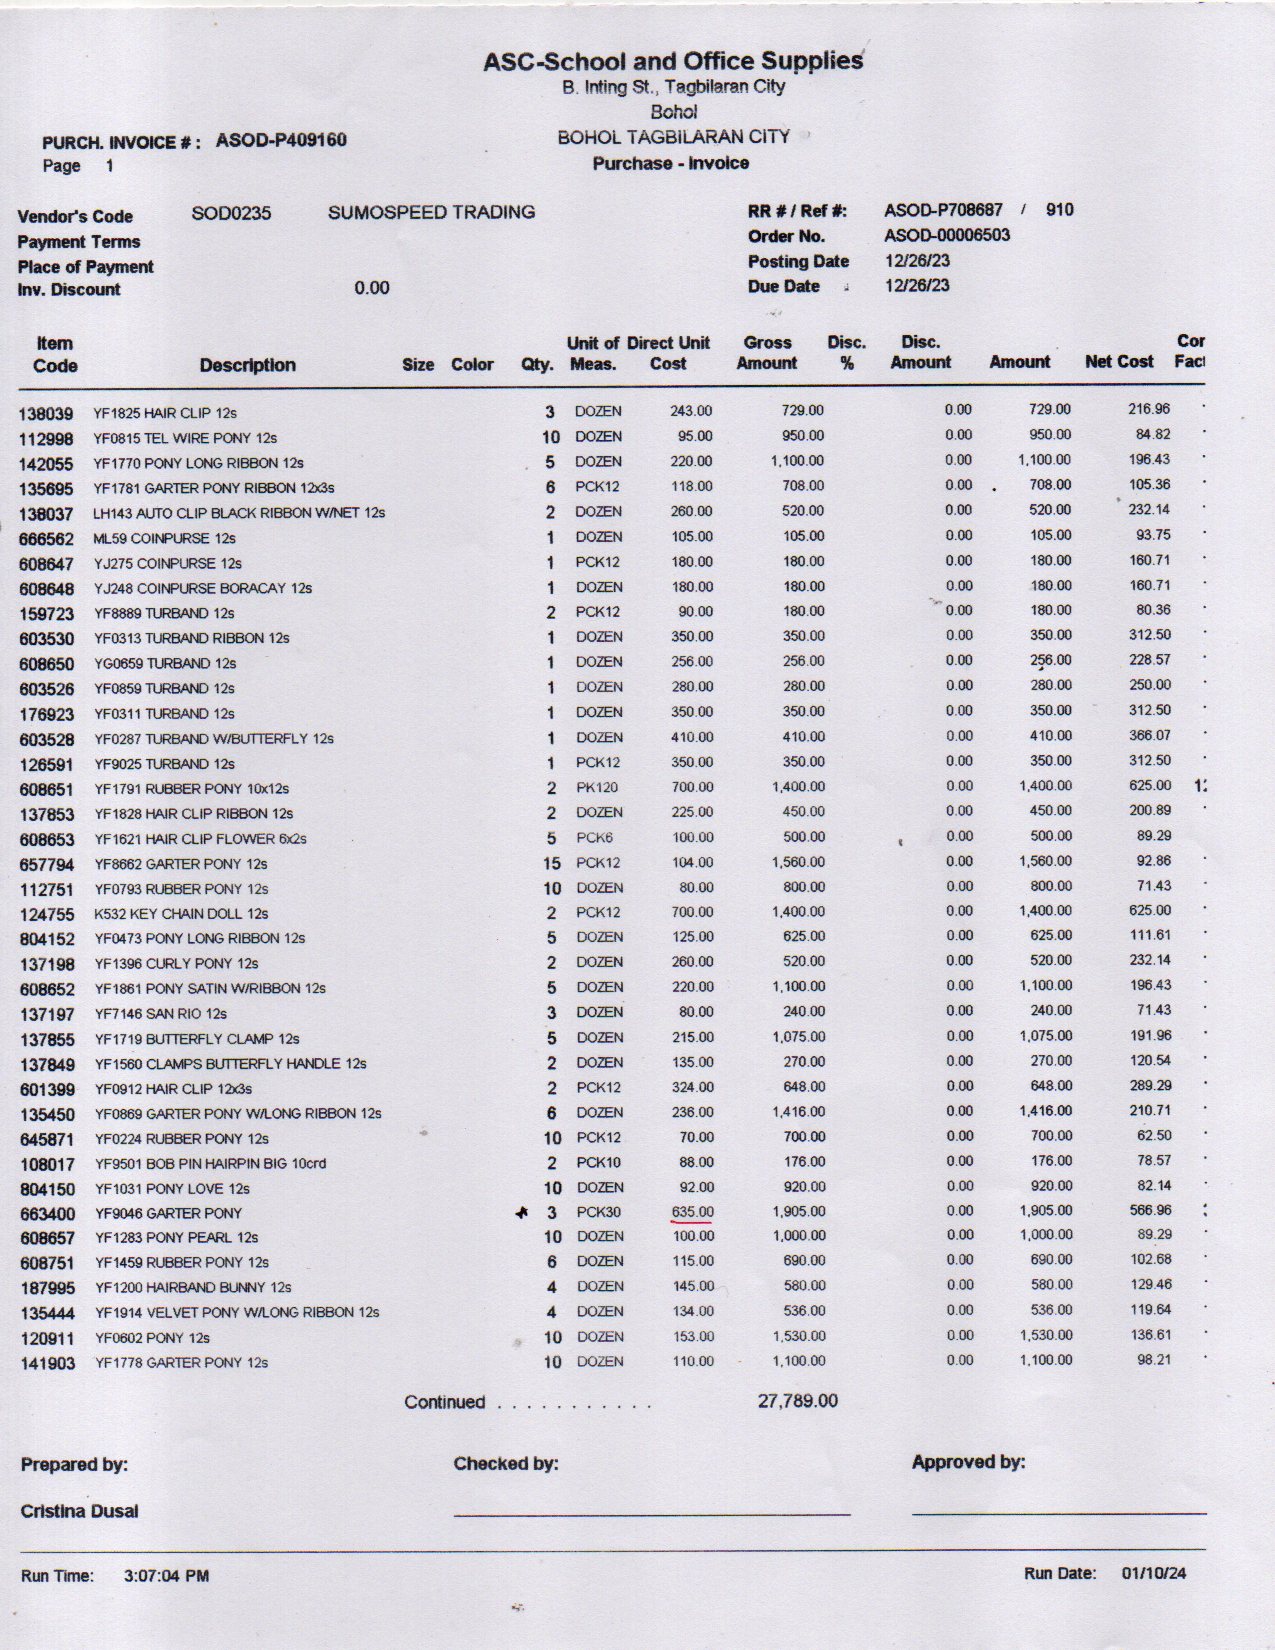 ASC-School and Office Supplies
B. Inting St., Tagbilaran City
Bohol
BOHOL TAGBILARAN CITY
Purchase - Invoice
PURCH. INVOICE # : ASOD-P409160
Page 1
Vendor's Code SOD0235 SUMOSPEED TRADING
Payment Terms
Place of Payment
Inv. Discount 0.00
RR # / Ref #: ASOD-P708687 / 910
Order No. ASOD-00006503
Posting Date 12/26/23
Due Date 12/26/23
Item Code Description Size Color Qty. Unit of Meas. Direct Unit Cost Gross Amount Disc. % Disc. Amount Amount Net Cost
138039 YF1825 HAIR CLIP 12s 3 DOZEN 243.00 729.00 0.00 729.00 216.96
112998 YF0815 TEL WIRE PONY 12s 10 DOZEN 95.00 950.00 0.00 950.00 84.82
142055 YF1770 PONY LONG RIBBON 12s 5 DOZEN 220.00 1,100.00 0.00 1,100.00 196.43
135695 YF1781 GARTER PONY RIBBON 12x3s 6 PCK12 118.00 708.00 0.00 708.00 105.36
138037 LH143 AUTO CLIP BLACK RIBBON W/NET 12s 2 DOZEN 260.00 520.00 0.00 520.00 232.14
666562 ML59 COINPURSE 12s 1 DOZEN 105.00 105.00 0.00 105.00 93.75
608647 YJ275 COINPURSE 12s 1 PCK12 180.00 180.00 0.00 180.00 160.71
608648 YJ248 COINPURSE BORACAY 12s 1 DOZEN 180.00 180.00 0.00 180.00 160.71
159723 YF8889 TURBAND 12s 2 PCK12 90.00 180.00 0.00 180.00 80.36
603530 YF0313 TURBAND RIBBON 12s 1 DOZEN 350.00 350.00 0.00 350.00 312.50
608650 YG0659 TURBAND 12s 1 DOZEN 256.00 256.00 0.00 256.00 228.57
603526 YF0859 TURBAND 12s 1 DOZEN 280.00 280.00 0.00 280.00 250.00
176923 YF0311 TURBAND 12s 1 DOZEN 350.00 350.00 0.00 350.00 312.50
603528 YF0287 TURBAND W/BUTTERFLY 12s 1 DOZEN 410.00 410.00 0.00 410.00 366.07
126591 YF9025 TURBAND 12s 1 PCK12 350.00 350.00 0.00 350.00 312.50
608651 YF1791 RUBBER PONY 10x12s 2 PK120 700.00 1,400.00 0.00 1,400.00 625.00
137853 YF1828 HAIR CLIP RIBBON 12s 2 DOZEN 225.00 450.00 0.00 450.00 200.89
608653 YF1621 HAIR CLIP FLOWER 6x2s 5 PCK6 100.00 500.00 0.00 500.00 89.29
657794 YF8662 GARTER PONY 12s 15 PCK12 104.00 1,560.00 0.00 1,560.00 92.86
112751 YF0793 RUBBER PONY 12s 10 DOZEN 80.00 800.00 0.00 800.00 71.43
124755 K532 KEY CHAIN DOLL 12s 2 PCK12 700.00 1,400.00 0.00 1,400.00 625.00
804152 YF0473 PONY LONG RIBBON 12s 5 DOZEN 125.00 625.00 0.00 625.00 111.61
137198 YF1396 CURLY PONY 12s 2 DOZEN 260.00 520.00 0.00 520.00 232.14
608652 YF1861 PONY SATIN W/RIBBON 12s 5 DOZEN 220.00 1,100.00 0.00 1,100.00 196.43
137197 YF7146 SAN RIO 12s 3 DOZEN 80.00 240.00 0.00 240.00 71.43
137855 YF1719 BUTTERFLY CLAMP 12s 5 DOZEN 215.00 1,075.00 0.00 1,075.00 191.96
137849 YF1560 CLAMPS BUTTERFLY HANDLE 12s 2 DOZEN 135.00 270.00 0.00 270.00 120.54
601399 YF0912 HAIR CLIP 12x3s 2 PCK12 324.00 648.00 0.00 648.00 289.29
135450 YF0869 GARTER PONY W/LONG RIBBON 12s 6 DOZEN 236.00 1,416.00 0.00 1,416.00 210.71
645871 YF0224 RUBBER PONY 12s 10 PCK12 70.00 700.00 0.00 700.00 62.50
108017 YF9501 BOB PIN HAIRPIN BIG 10crd 2 PCK10 88.00 176.00 0.00 176.00 78.57
804150 YF1031 PONY LOVE 12s 10 DOZEN 92.00 920.00 0.00 920.00 82.14
663400 YF9046 GARTER PONY 3 PCK30 635.00 1,905.00 0.00 1,905.00 566.96
608657 YF1283 PONY PEARL 12s 10 DOZEN 100.00 1,000.00 0.00 1,000.00 89.29
608751 YF1459 RUBBER PONY 12s 6 DOZEN 115.00 690.00 0.00 690.00 102.68
187995 YF1200 HAIRBAND BUNNY 12s 4 DOZEN 145.00 580.00 0.00 580.00 129.46
135444 YF1914 VELVET PONY W/LONG RIBBON 12s 4 DOZEN 134.00 536.00 0.00 536.00 119.64
120911 YF0602 PONY 12s 10 DOZEN 153.00 1,530.00 0.00 1,530.00 136.61
141903 YF1778 GARTER PONY 12s 10 DOZEN 110.00 1,100.00 0.00 1,100.00 98.21
Continued . . . . . . . . . . . 27,789.00
Prepared by: Checked by: Approved by:
Cristina Dusal
Run Time: 3:07:04 PM Run Date: 01/10/24